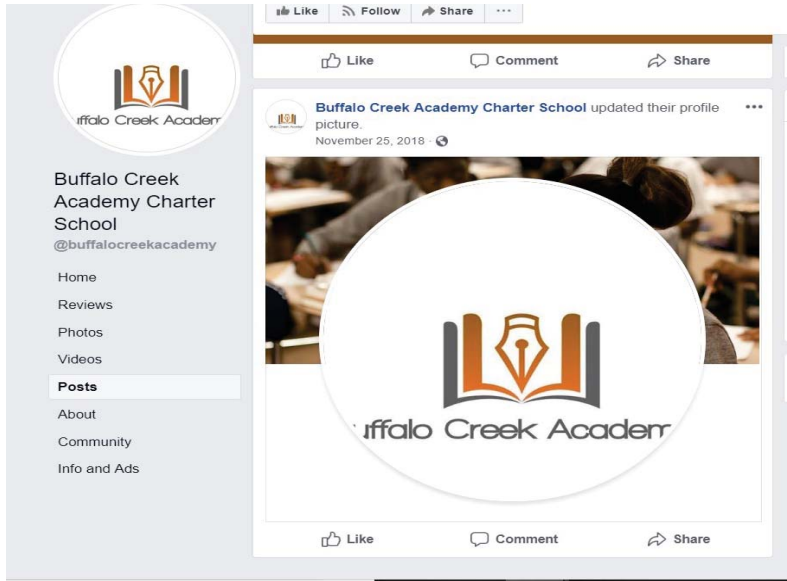 Like Follow Share ...
Like Comment Share
uffalo Creek Academ
Buffalo Creek
Academy Charter
School
@buffalocreekacademy
Home
Reviews
Photos
Videos
Posts
About
Community
Info and Ads
Buffalo Creek Academy Charter School updated their profile ...
picture.
November 25, 2018 ·
uffalo Creek Academ
Like Comment Share